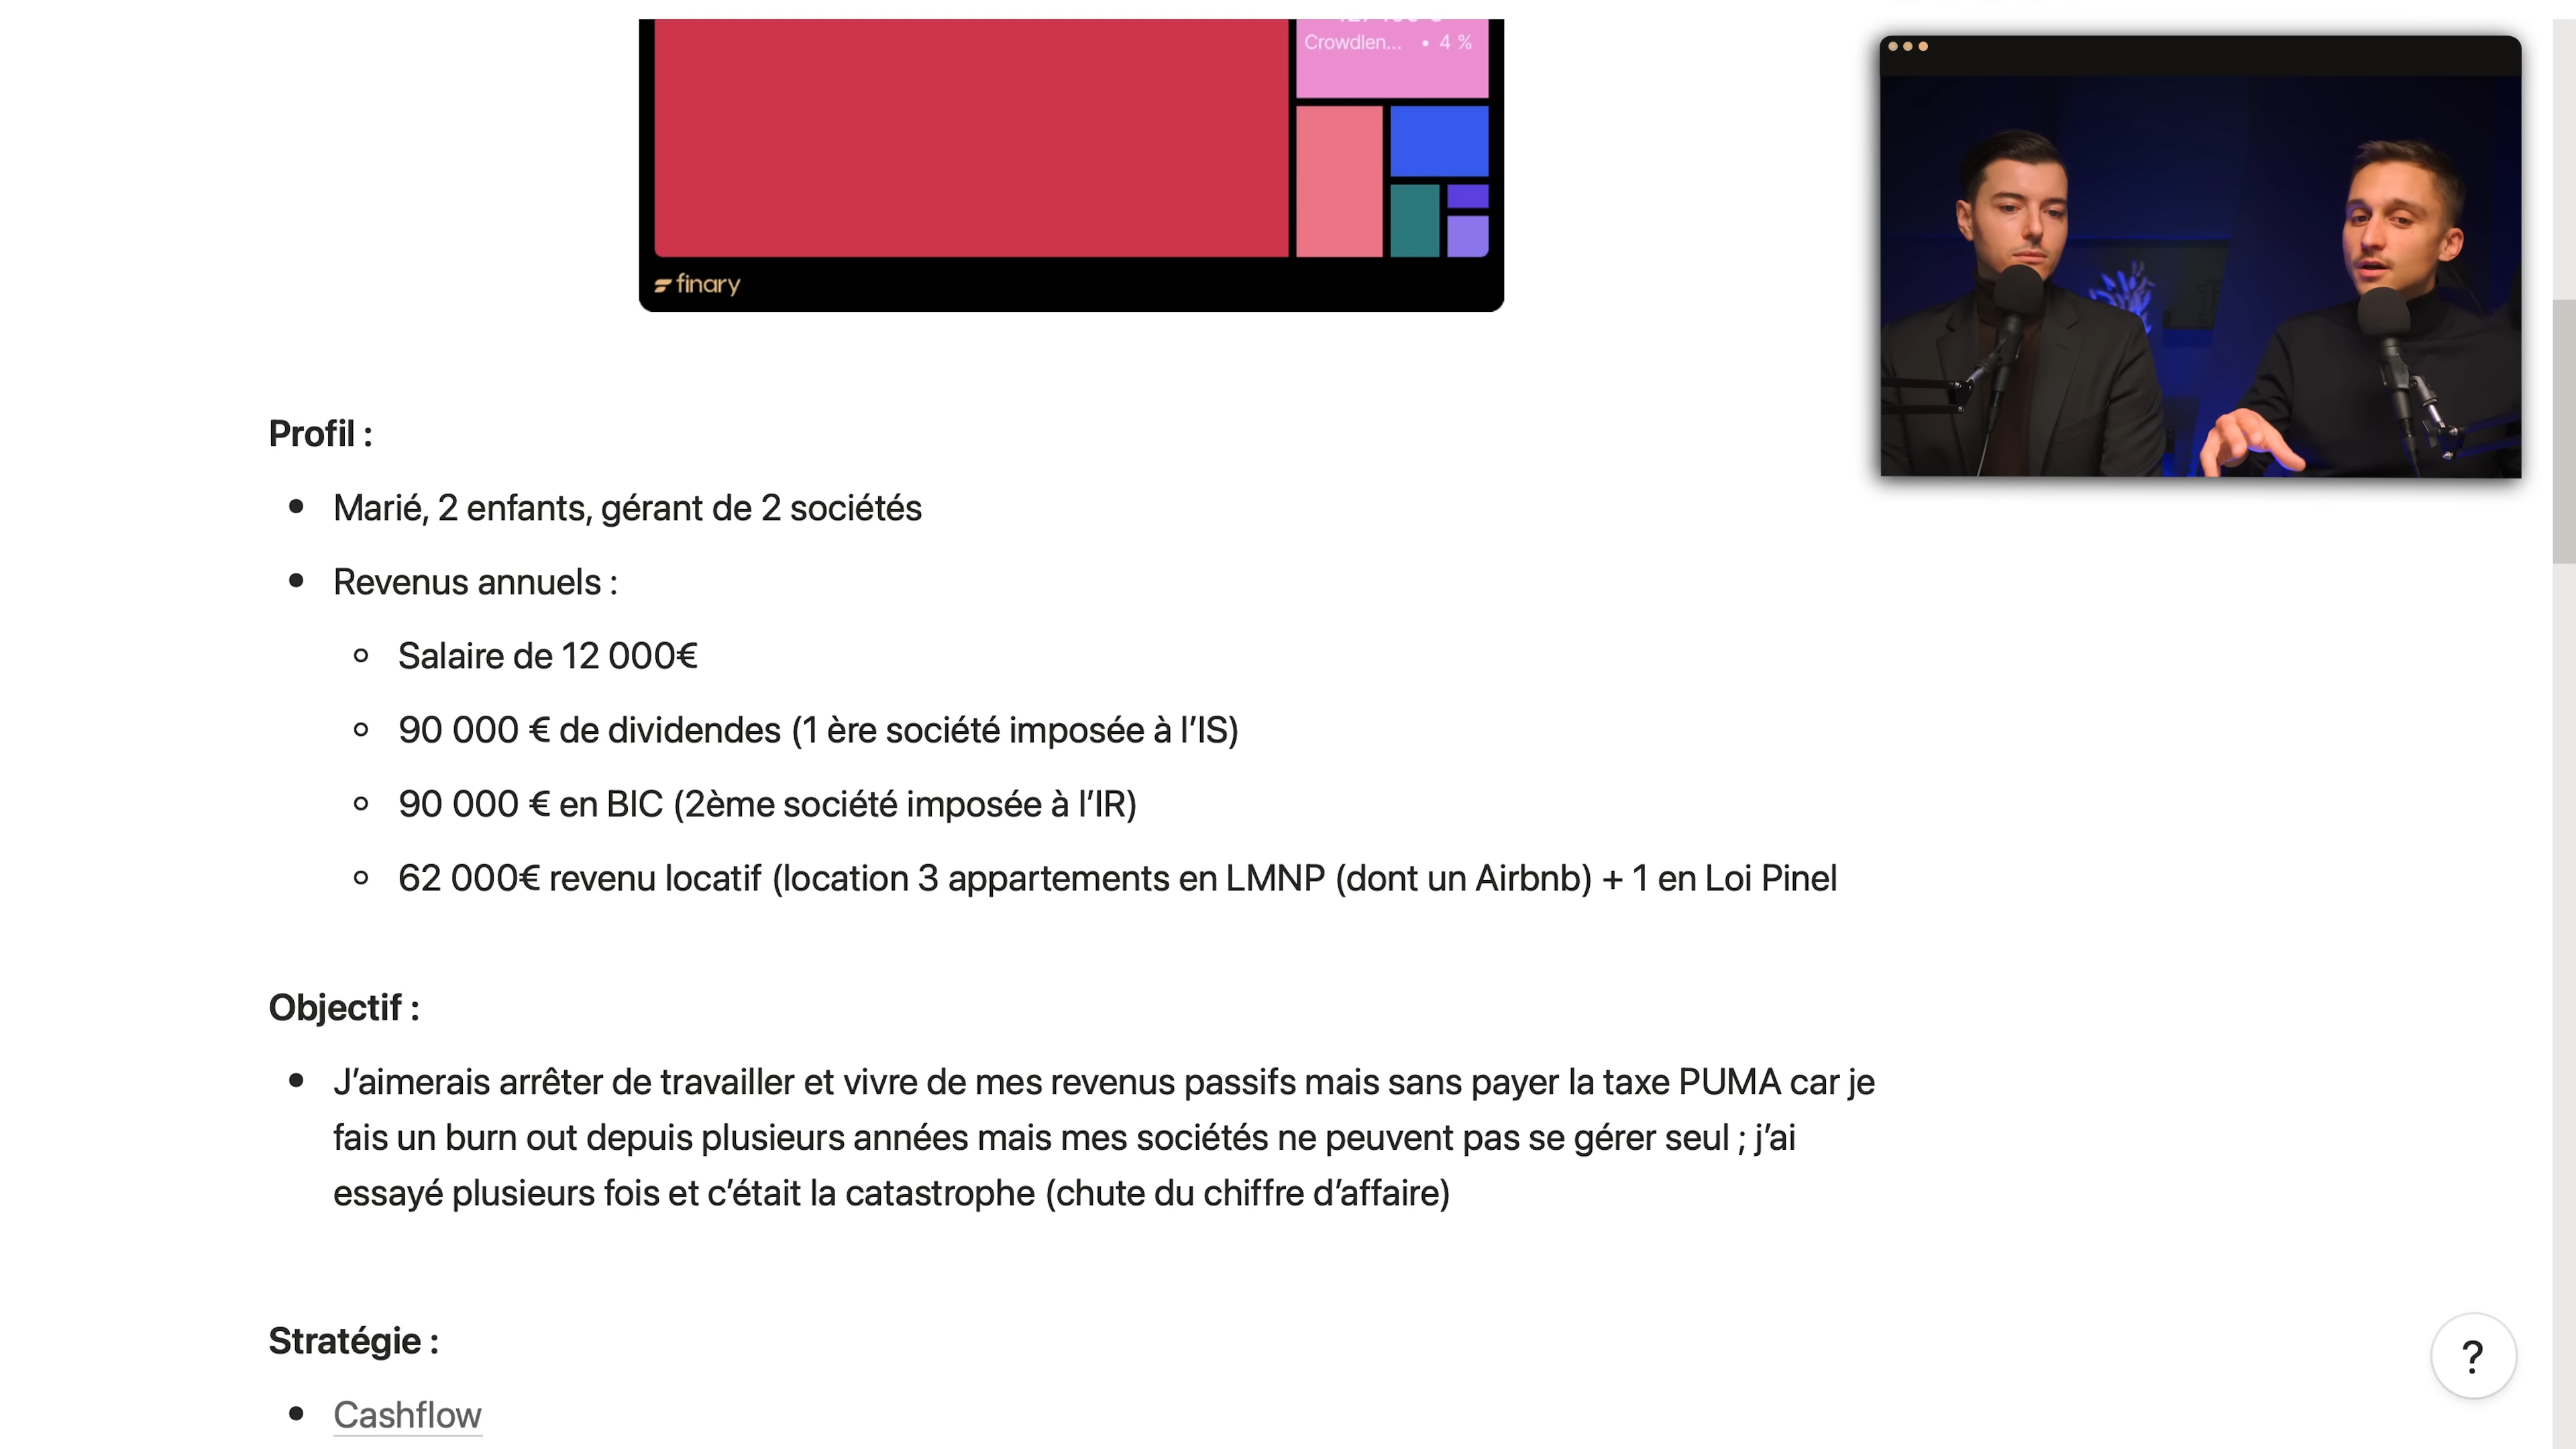 Crowdlen... • 4 %
finary
Profil :
Marié, 2 enfants, gérant de 2 sociétés
Revenus annuels :
Salaire de 12 000€
90 000 € de dividendes (1 ère société imposée à l’IS)
90 000 € en BIC (2ème société imposée à l’IR)
62 000€ revenu locatif (location 3 appartements en LMNP (dont un Airbnb) + 1 en Loi Pinel
Objectif :
J’aimerais arrêter de travailler et vivre de mes revenus passifs mais sans payer la taxe PUMA car je
fais un burn out depuis plusieurs années mais mes sociétés ne peuvent pas se gérer seul ; j’ai
essayé plusieurs fois et c’était la catastrophe (chute du chiffre d’affaire)
Stratégie :
Cashflow
?